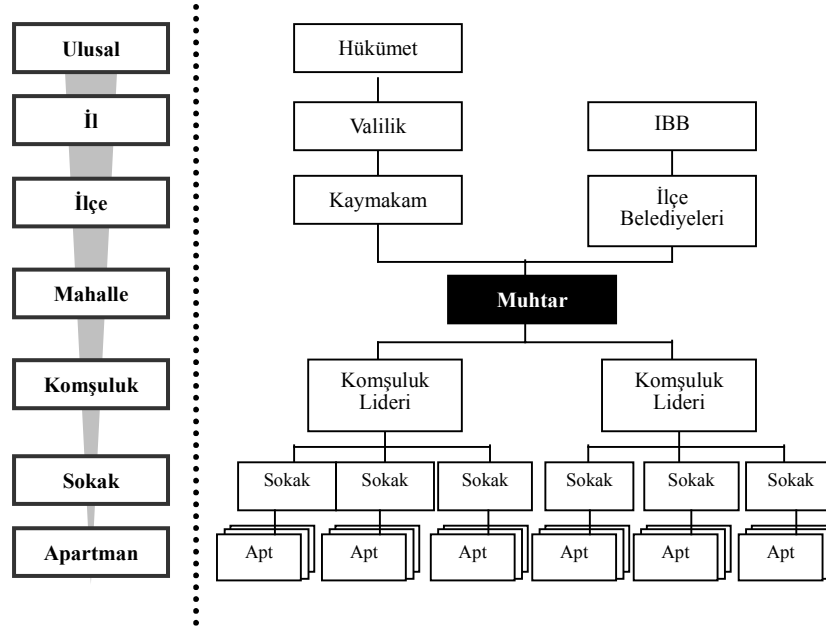 Ulusal
Hükümet
İl
Valilik
IBB
İlçe
Kaymakam
İlçe
Belediyeleri
Mahalle
Muhtar
Komşuluk
Komşuluk
Lideri
Komşuluk
Lideri
Sokak
Sokak
Sokak
Sokak
Sokak
Sokak
Sokak
Apartman
Apt
Apt
Apt
Apt
Apt
Apt